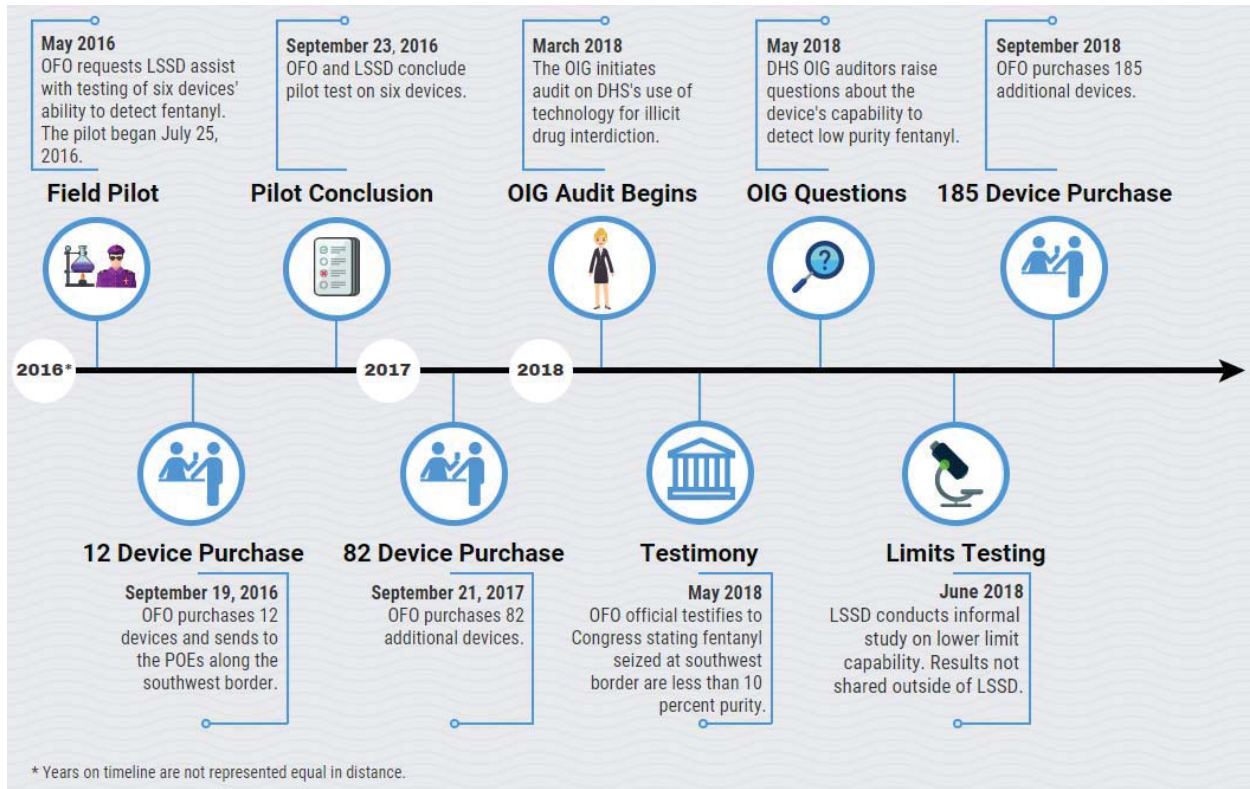 May 2016
OFO requests LSSD assist
with testing of six devices'
ability to detect fentanyl.
The pilot began July 25,
2016.
Field Pilot
September 23, 2016
OFO and LSSD conclude
pilot test on six devices.
Pilot Conclusion
March 2018
The OIG initiates
audit on DHS's use of
technology for illicit
drug interdiction.
OIG Audit Begins
May 2018
DHS OIG auditors raise
questions about the
device's capability to
detect low purity fentanyl.
OIG Questions
September 2018
OFO purchases 185
additional devices.
185 Device Purchase
?
2016*
2017
2018
12 Device Purchase
September 19, 2016
OFO purchases 12
devices and sends to
the POEs along the
southwest border.
82 Device Purchase
September 21, 2017
OFO purchases 82
additional devices.
Testimony
May 2018
OFO official testifies to
Congress stating fentanyl
seized at southwest
border are less than 10
percent purity.
Limits Testing
June 2018
LSSD conducts informal
study on lower limit
capability. Results not
shared outside of LSSD.
* Years on timeline are not represented equal in distance.